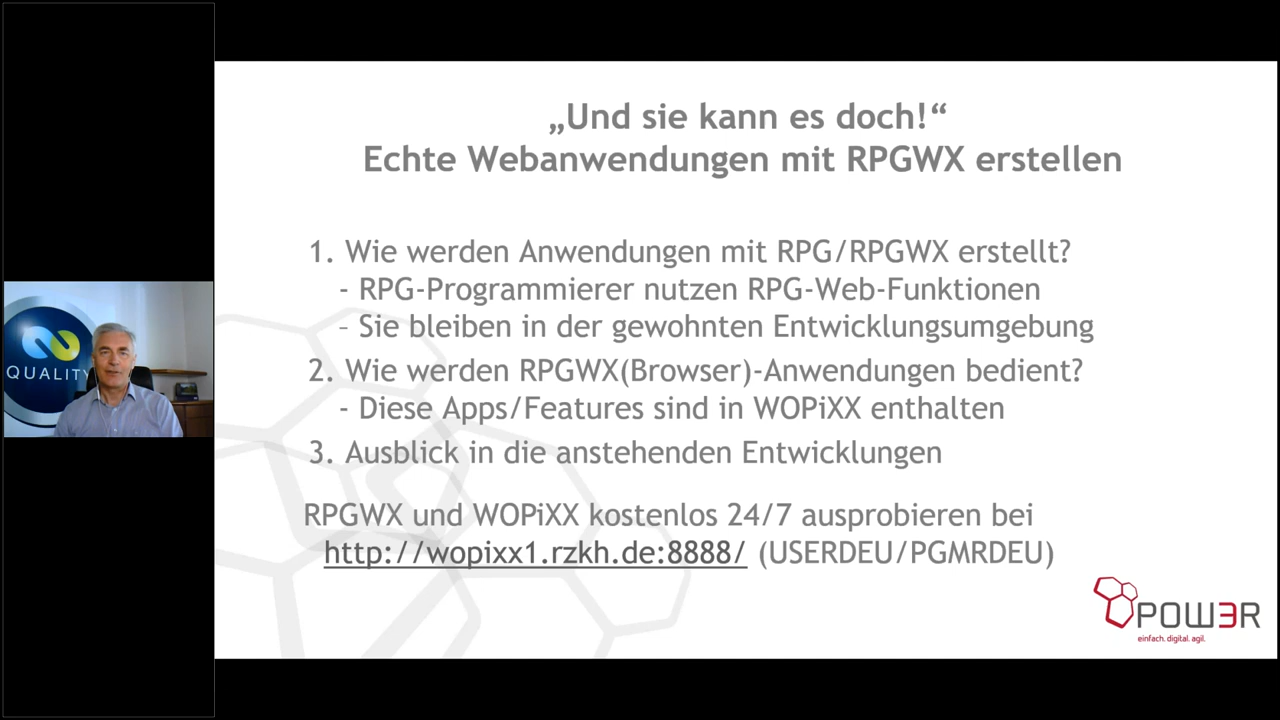 „Und sie kann es doch!“
Echte Webanwendungen mit RPGWX erstellen
1. Wie werden Anwendungen mit RPG/RPGWX erstellt?
- RPG-Programmierer nutzen RPG-Web-Funktionen
– Sie bleiben in der gewohnten Entwicklungsumgebung
2. Wie werden RPGWX(Browser)-Anwendungen bedient?
- Diese Apps/Features sind in WOPiXX enthalten
3. Ausblick in die anstehenden Entwicklungen
RPGWX und WOPiXX kostenlos 24/7 ausprobieren bei
http://wopixx1.rzkh.de:8888/ (USERDEU/PGMRDEU)
QUALITY
POW3R
einfach. digital. agil.